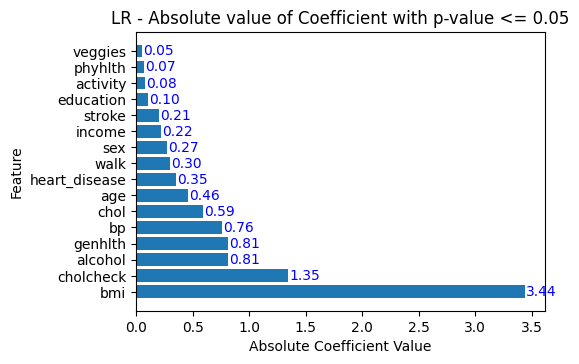 LR - Absolute value of Coefficient with p-value <= 0.05
Feature
veggies 0.05
phyhlth 0.07
activity 0.08
education 0.10
stroke 0.21
income 0.22
sex 0.27
walk 0.30
heart_disease 0.35
age 0.46
chol 0.59
bp 0.76
genhlth 0.81
alcohol 0.81
cholcheck 1.35
bmi 3.44
0.0 0.5 1.0 1.5 2.0 2.5 3.0 3.5
Absolute Coefficient Value